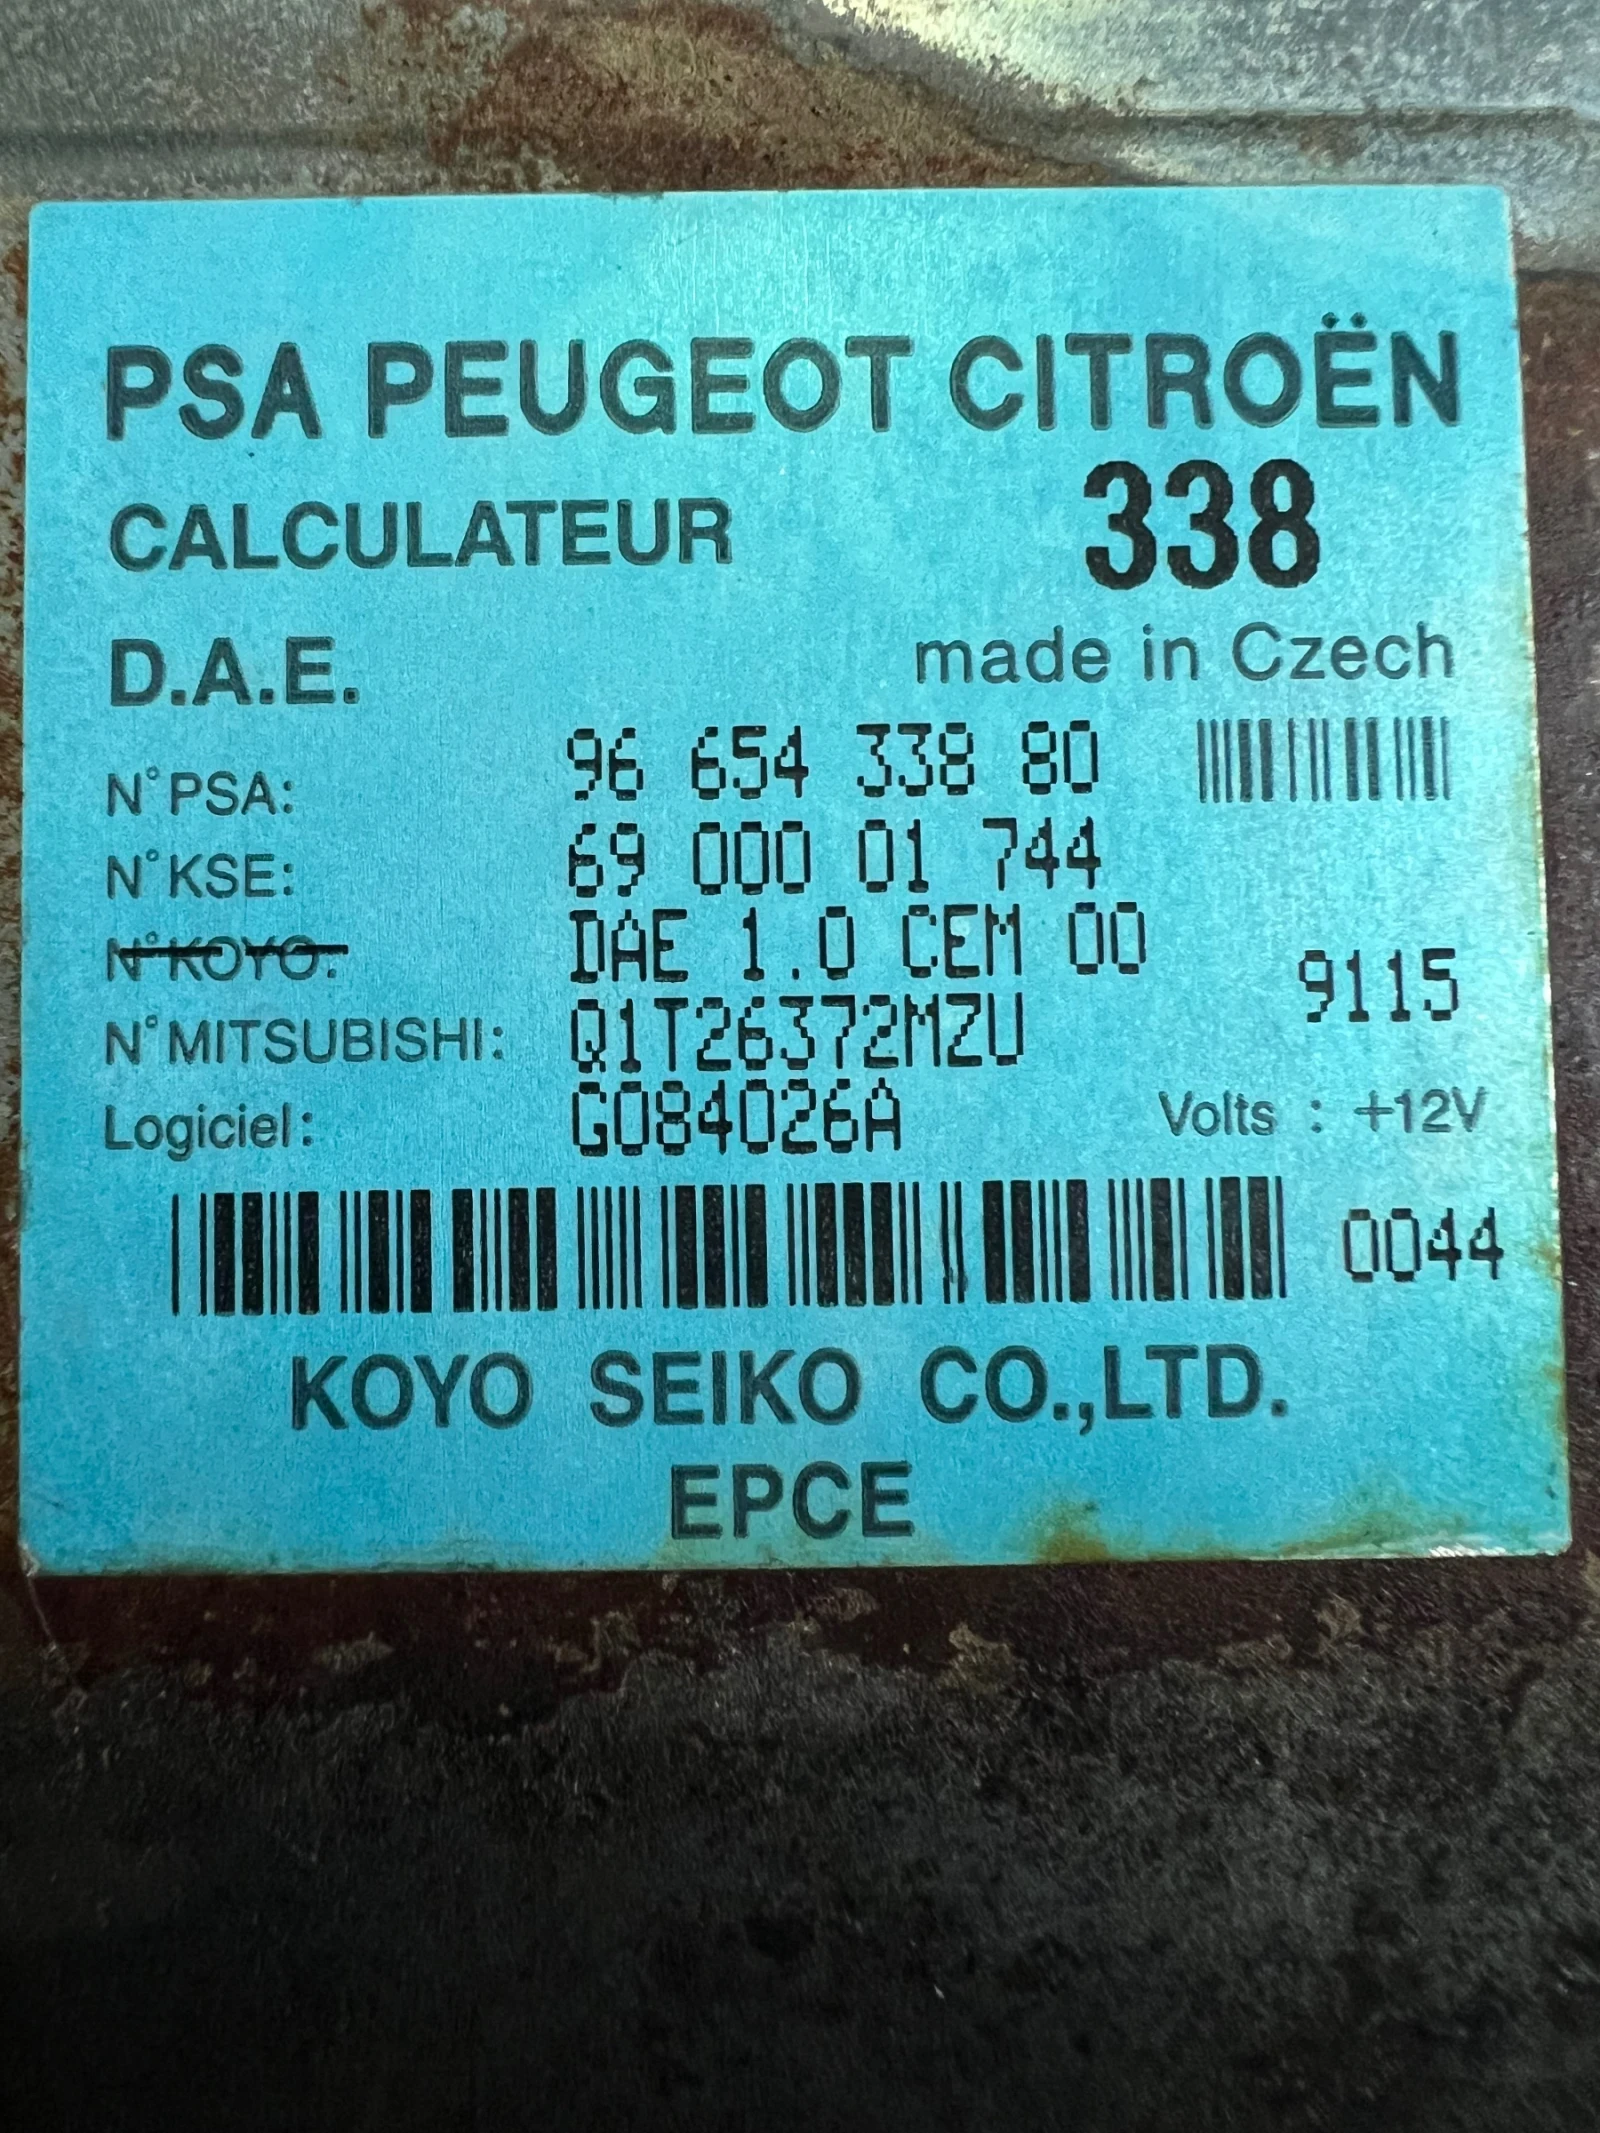 PSA PEUGEOT CITROËN
CALCULATEUR 338
D.A.E. made in Czech
N°PSA: 96 654 338 80
N°KSE: 69 000 01 744
N°KOYO: DAE 1.0 CEM 00 9115
N°MITSUBISHI: Q1T26372MZU
Logiciel: G084026A Volts : +12V
0044
KOYO SEIKO CO.,LTD.
EPCE